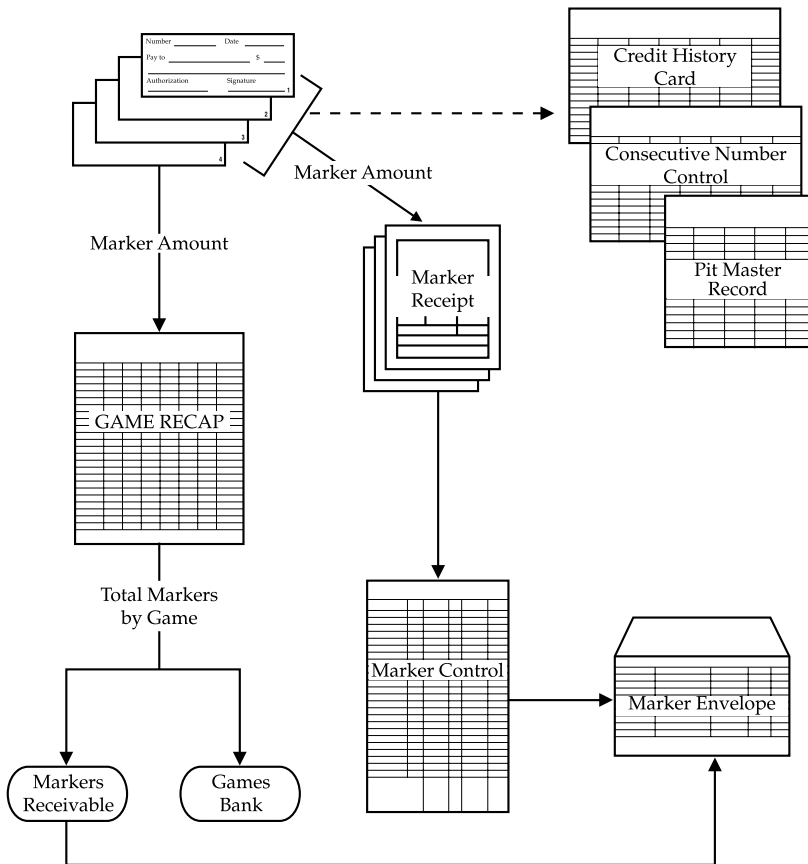 Number Date
Pay to $
Authorization Signature
1
2
3
4
Credit History
Card
Consecutive Number
Control
Pit Master
Record
Marker Amount
Marker Amount
Marker
Receipt
GAME RECAP
Total Markers
by Game
Marker Control
Marker Envelope
Markers
Receivable
Games
Bank